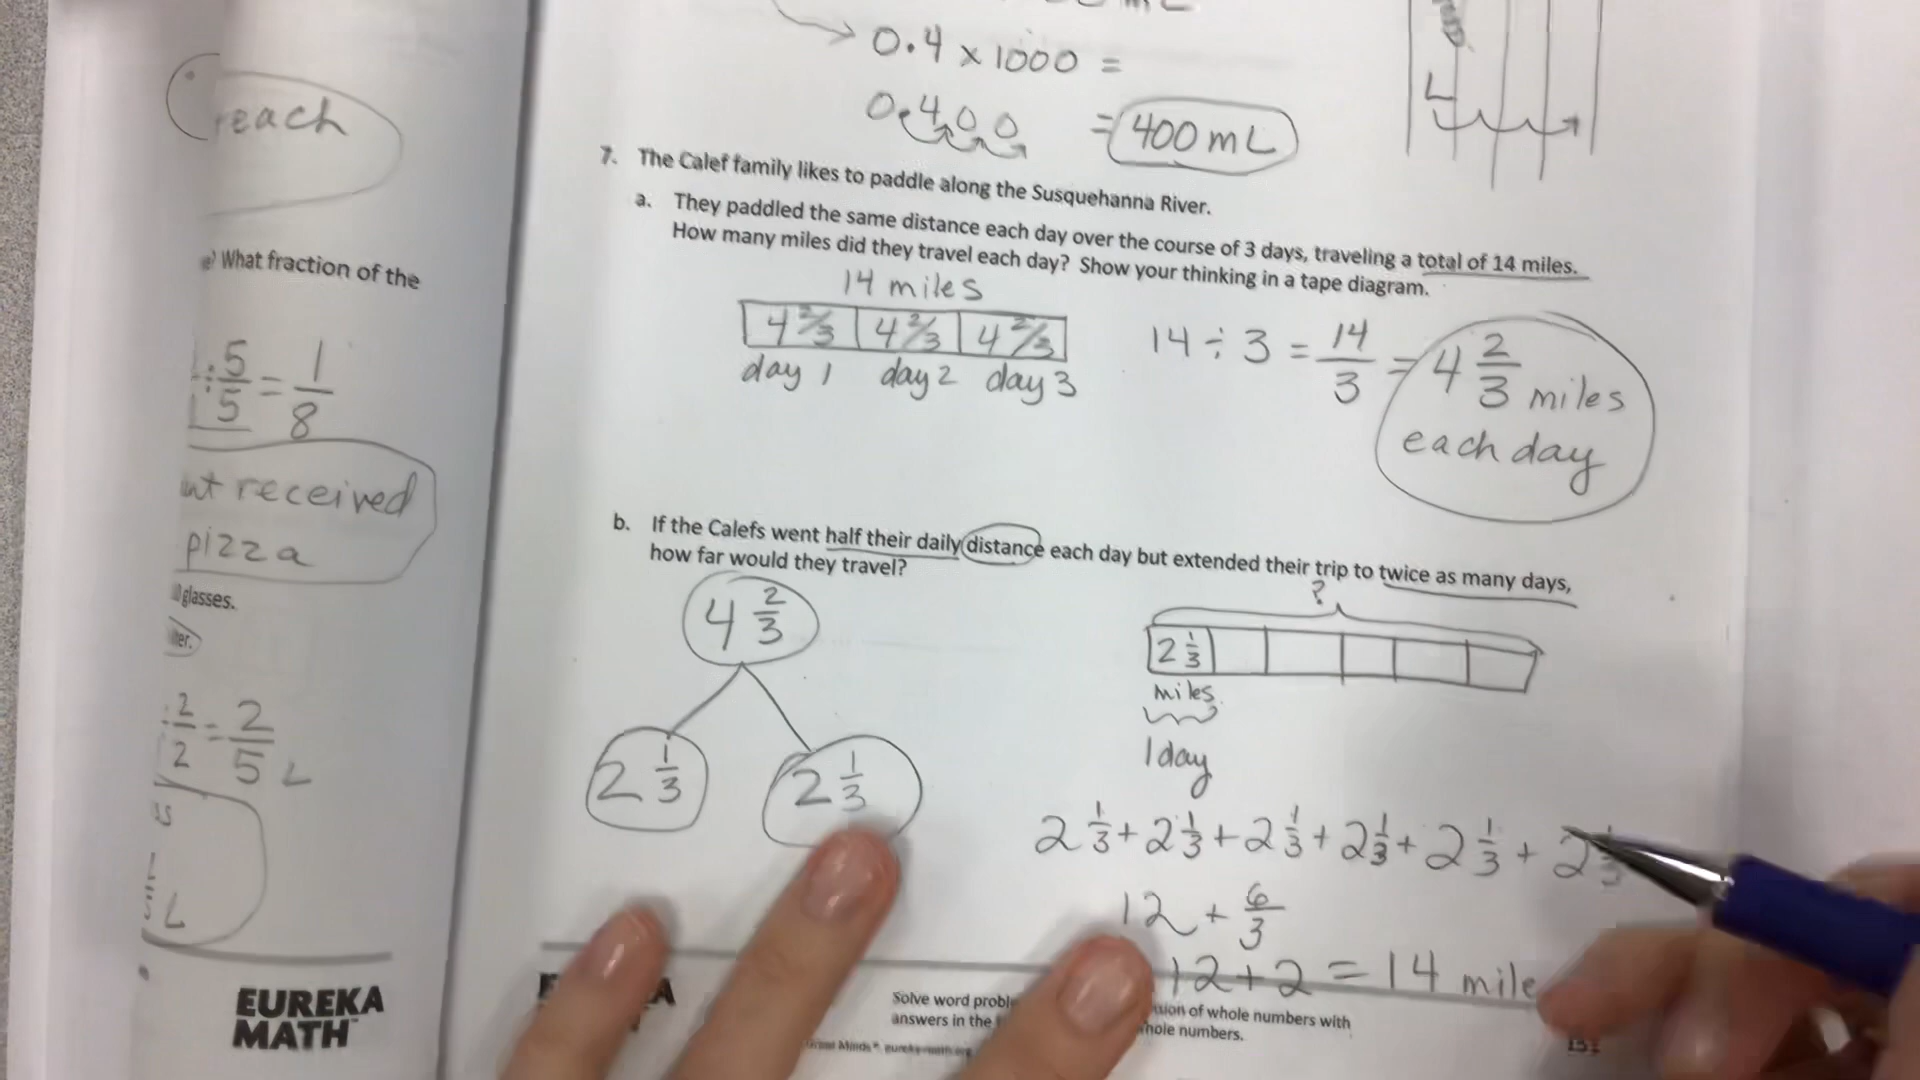 0.4 x 1000 =
0.400 = 400 mL
7. The Calef family likes to paddle along the Susquehanna River.
a. They paddled the same distance each day over the course of 3 days, traveling a total of 14 miles.
How many miles did they travel each day? Show your thinking in a tape diagram.
14 miles
4 2/3 4 2/3 4 2/3
day 1 day 2 day 3
14 ÷ 3 = 14/3 = 4 2/3 miles
each day
b. If the Calefs went half their daily distance each day but extended their trip to twice as many days,
how far would they travel?
4 2/3
2 1/3 2 1/3
?
2 1/3
miles
1 day
2 1/3 + 2 1/3 + 2 1/3 + 2 1/3 + 2 1/3 + 2
12 + 6/3
12 + 2 = 14 mile
Solve word
answers in the
of whole numbers with
whole numbers.
reach
What fraction of the
÷ 5/5 = 1/8
received
pizza
glasses.
÷ 2/2 = 2/5 L
L
EUREKA
MATH